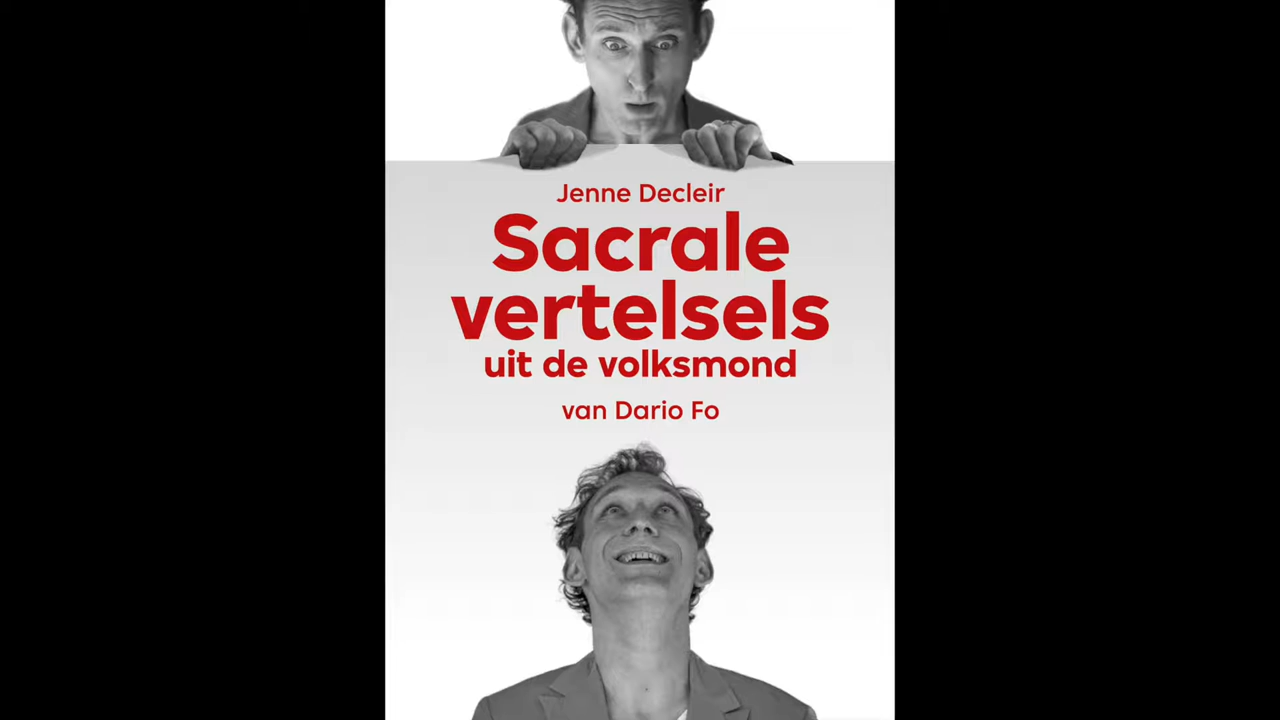 Jenne Decleir
Sacrale
vertelsels
uit de volksmond
van Dario Fo